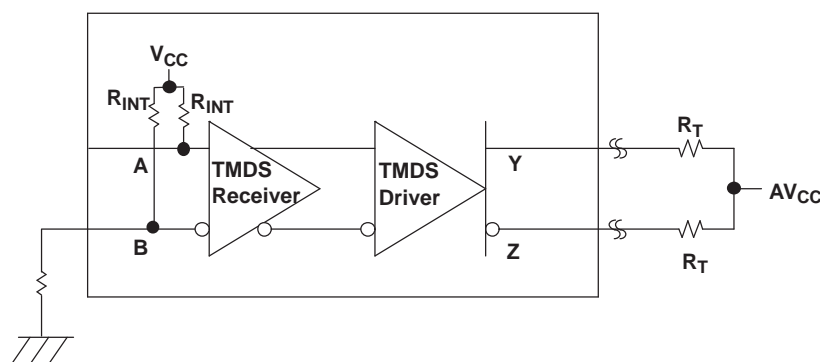 VCC
RINT
RINT
A
TMDS
Receiver
TMDS
Driver
Y
RT
AVCC
B
Z
RT